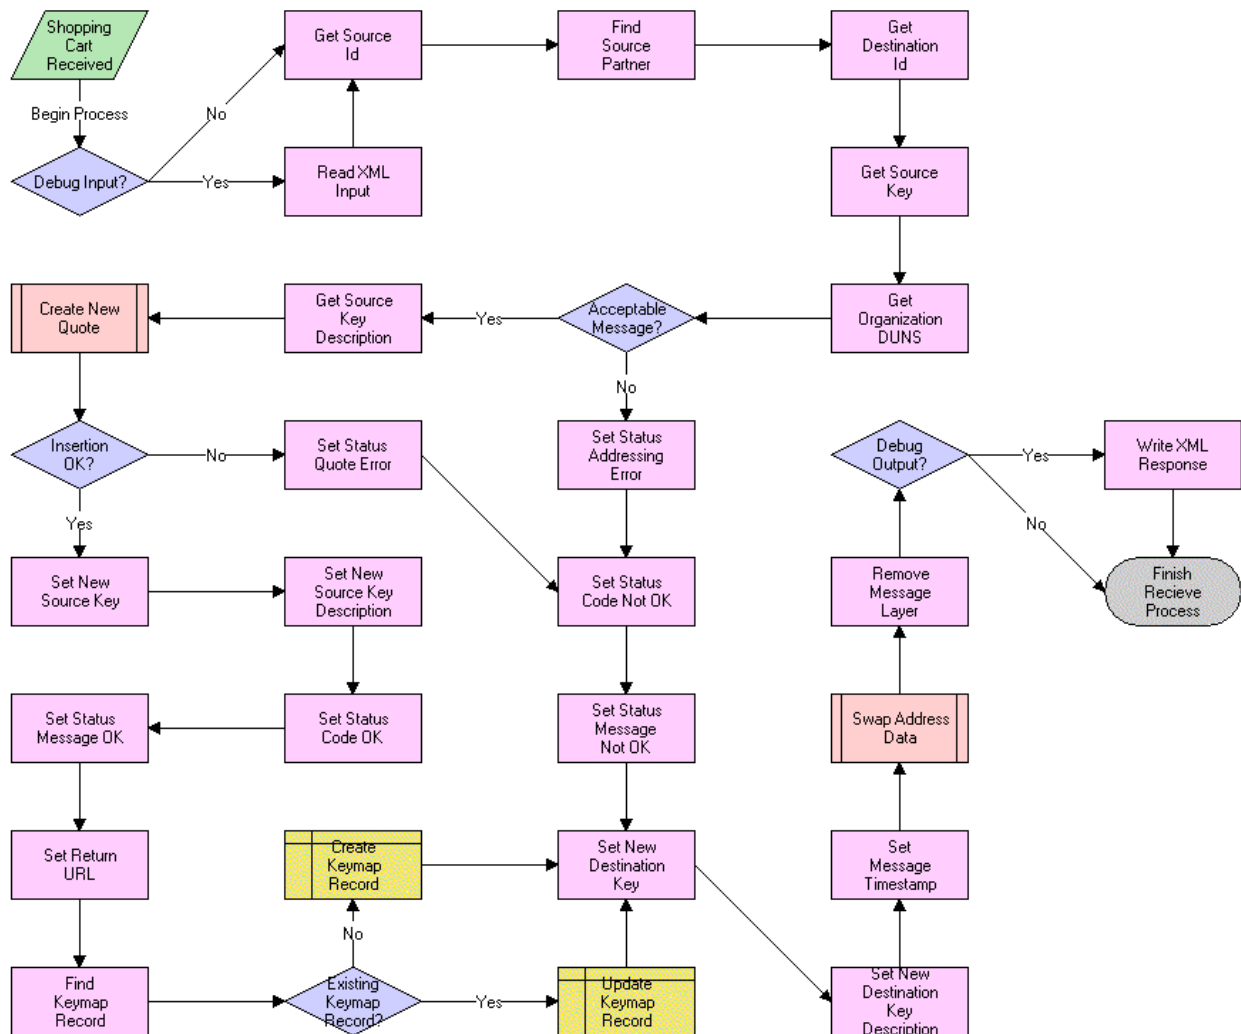 Shopping
Cart
Received
Get Source
Id
Find
Source
Partner
Get
Destination
Id
Begin Process
No
Debug Input?
Yes
Read XML
Input
Get Source
Key
Create New
Quote
Get Source
Key
Description
Yes
Acceptable
Message?
Get
Organization
DUNS
No
Insertion
OK?
No
Set Status
Quote Error
Set Status
Addressing
Error
Debug
Output?
Yes
Write XML
Response
Yes
No
Set New
Source Key
Set New
Source Key
Description
Set Status
Code Not OK
Remove
Message
Layer
Finish
Recieve
Process
Set Status
Message OK
Set Status
Code OK
Set Status
Message
Not OK
Swap Address
Data
Set Return
URL
Create
Keymap
Record
Set New
Destination
Key
Set
Message
Timestamp
No
Find
Keymap
Record
Existing
Keymap
Record?
Yes
Update
Keymap
Record
Set New
Destination
Key
Description